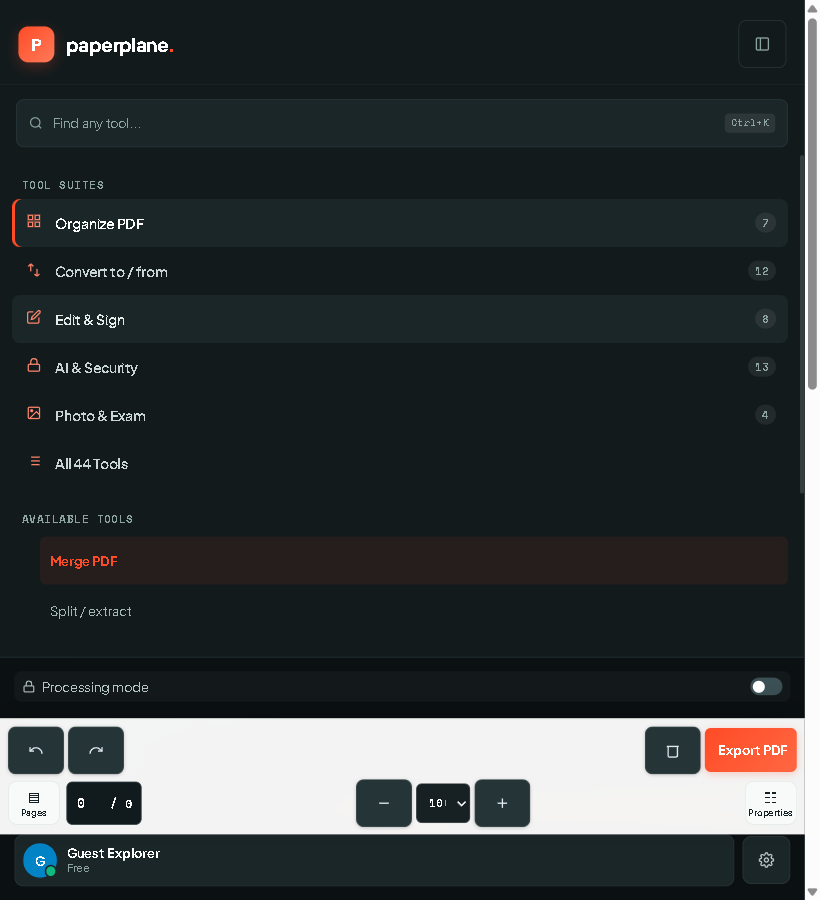 P paperplane.
Find any tool... Ctrl+K
TOOL SUITES
Organize PDF 7
Convert to / from 12
Edit & Sign 8
AI & Security 13
Photo & Exam 4
All 44 Tools
AVAILABLE TOOLS
Merge PDF
Split / extract
Processing mode
Export PDF
Pages 0 / 0 Properties
G Guest Explorer
Free